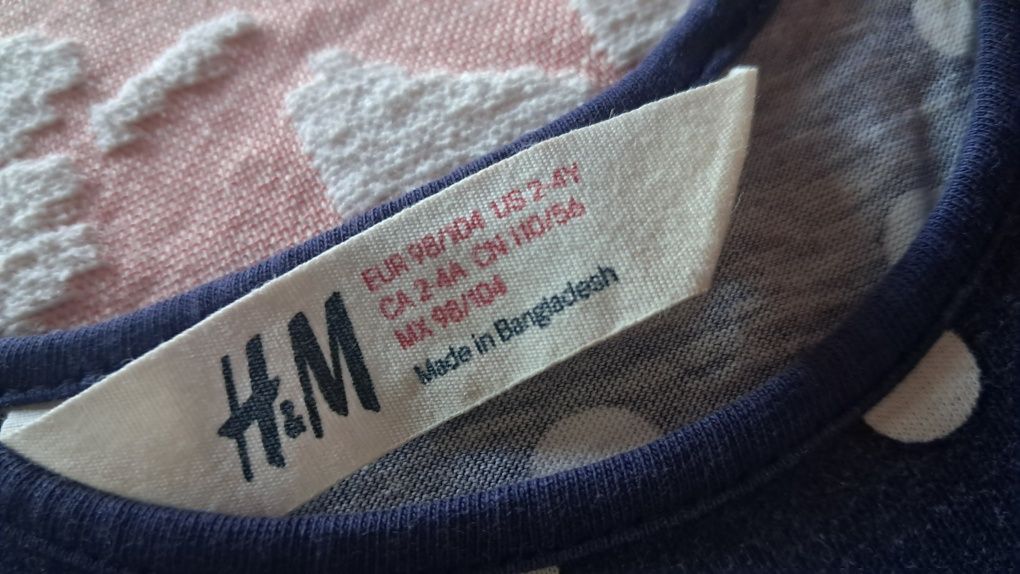 H&M
EUR 98/104 US 2-4Y
CA 2-4A CN 110/56
MX 98/104
Made in Bangladesh